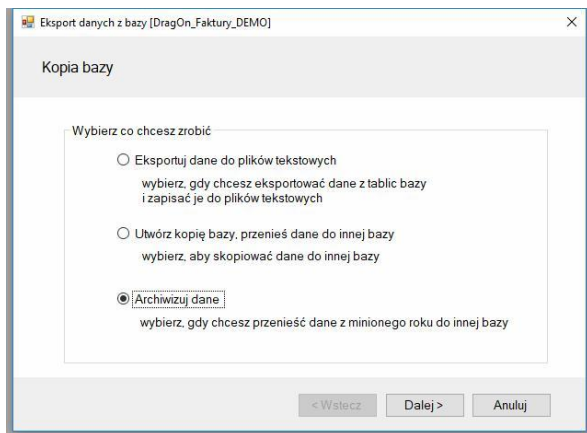 Eksport danych z bazy [DragOn_Faktury_DEMO]
Kopia bazy
Wybierz co chcesz zrobić
Eksportuj dane do plików tekstowych
wybierz, gdy chcesz eksportować dane z tablic bazy
i zapisać je do plików tekstowych
Utwórz kopię bazy, przenieś dane do innej bazy
wybierz, aby skopiować dane do innej bazy
Archiwizuj dane
wybierz, gdy chcesz przenieść dane z minionego roku do innej bazy
< Wstecz Dalej > Anuluj